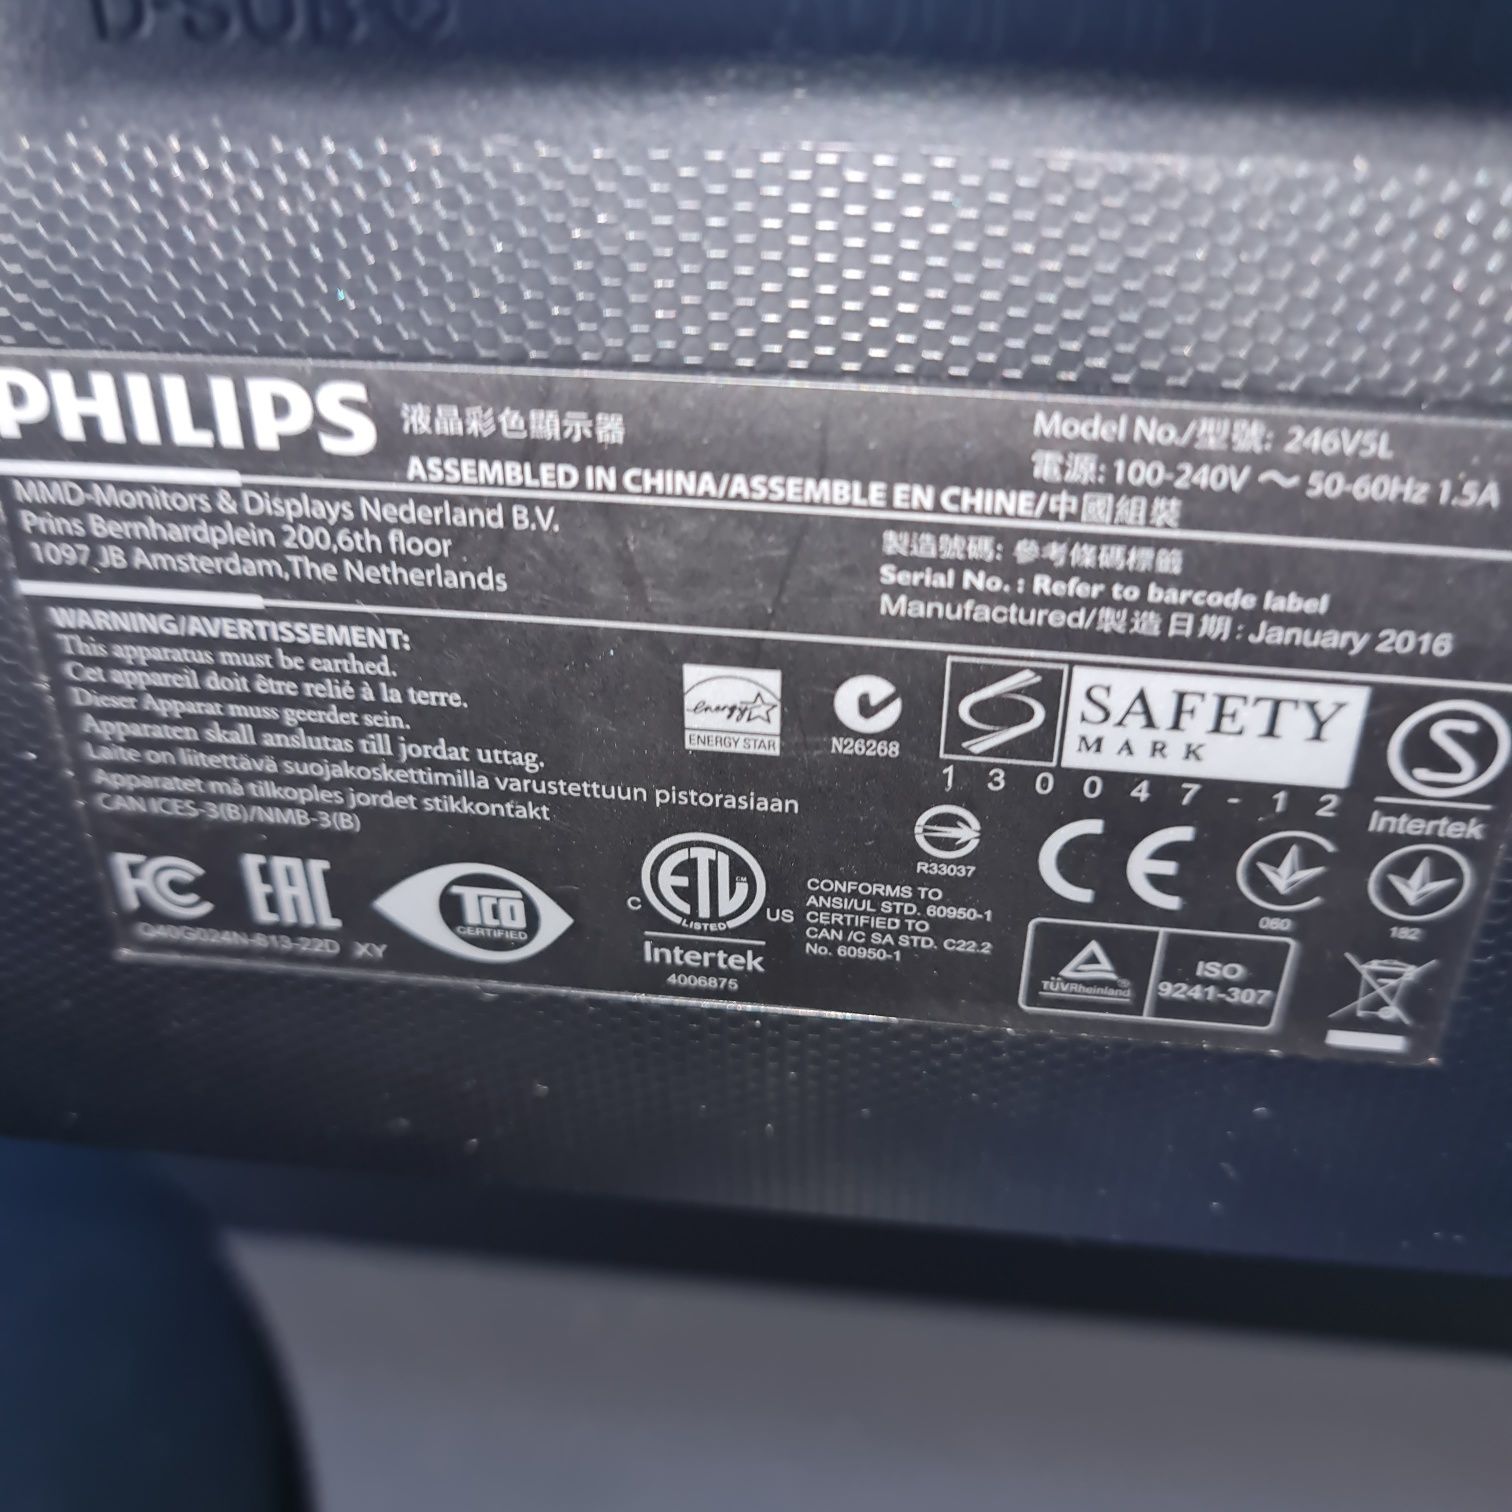 D-SUB
PHILIPS 液晶彩色顯示器
Model No./型號: 246V5L
電源: 100-240V ～ 50-60Hz 1.5A
ASSEMBLED IN CHINA/ASSEMBLE EN CHINE/中國組裝
MMD-Monitors & Displays Nederland B.V.
Prins Bernhardplein 200,6th floor
1097 JB Amsterdam,The Netherlands
製造號碼: 參考條碼標籤
Serial No. : Refer to barcode label
Manufactured/製造日期 : January 2016
WARNING/AVERTISSEMENT:
This apparatus must be earthed.
Cet appareil doit être relié à la terre.
Dieser Apparat muss geerdet sein.
Apparaten skall anslutas till jordat uttag.
Laite on liitettävä suojakoskettimilla varustettuun pistorasiaan
Apparatet må tilkoples jordet stikkontakt
CAN ICES-3(B)/NMB-3(B)
energy
ENERGY STAR
N26268
SAFETY
MARK
130047-12
S
Intertek
R33037
FC EAC
TCO
CERTIFIED
Q40G024N-813-22D XY
C ETL US
LISTED
Intertek
4006875
CONFORMS TO
ANSI/UL STD. 60950-1
CERTIFIED TO
CAN /C SA STD. C22.2
No. 60950-1
CE
060
182
TÜVRheinland
ISO
9241-307